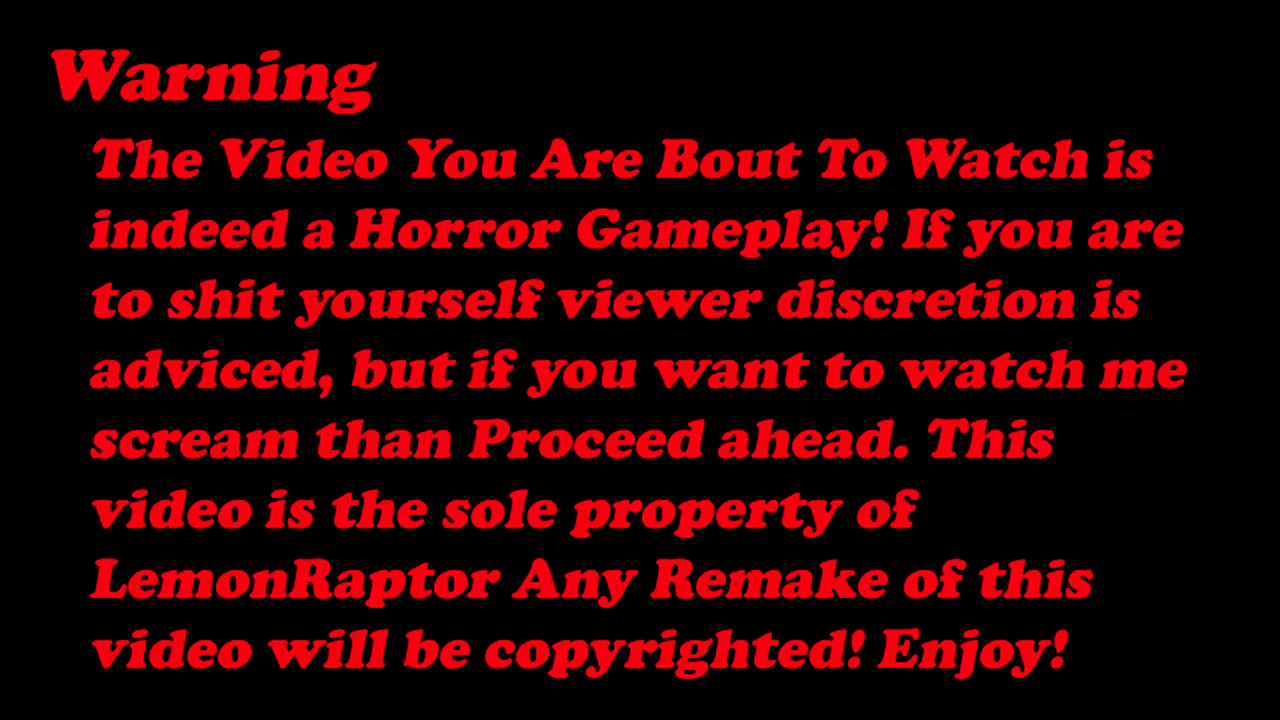 Warning
The Video You Are Bout To Watch is
indeed a Horror Gameplay! If you are
to shit yourself viewer discretion is
adviced, but if you want to watch me
scream than Proceed ahead. This
video is the sole property of
LemonRaptor Any Remake of this
video will be copyrighted! Enjoy!